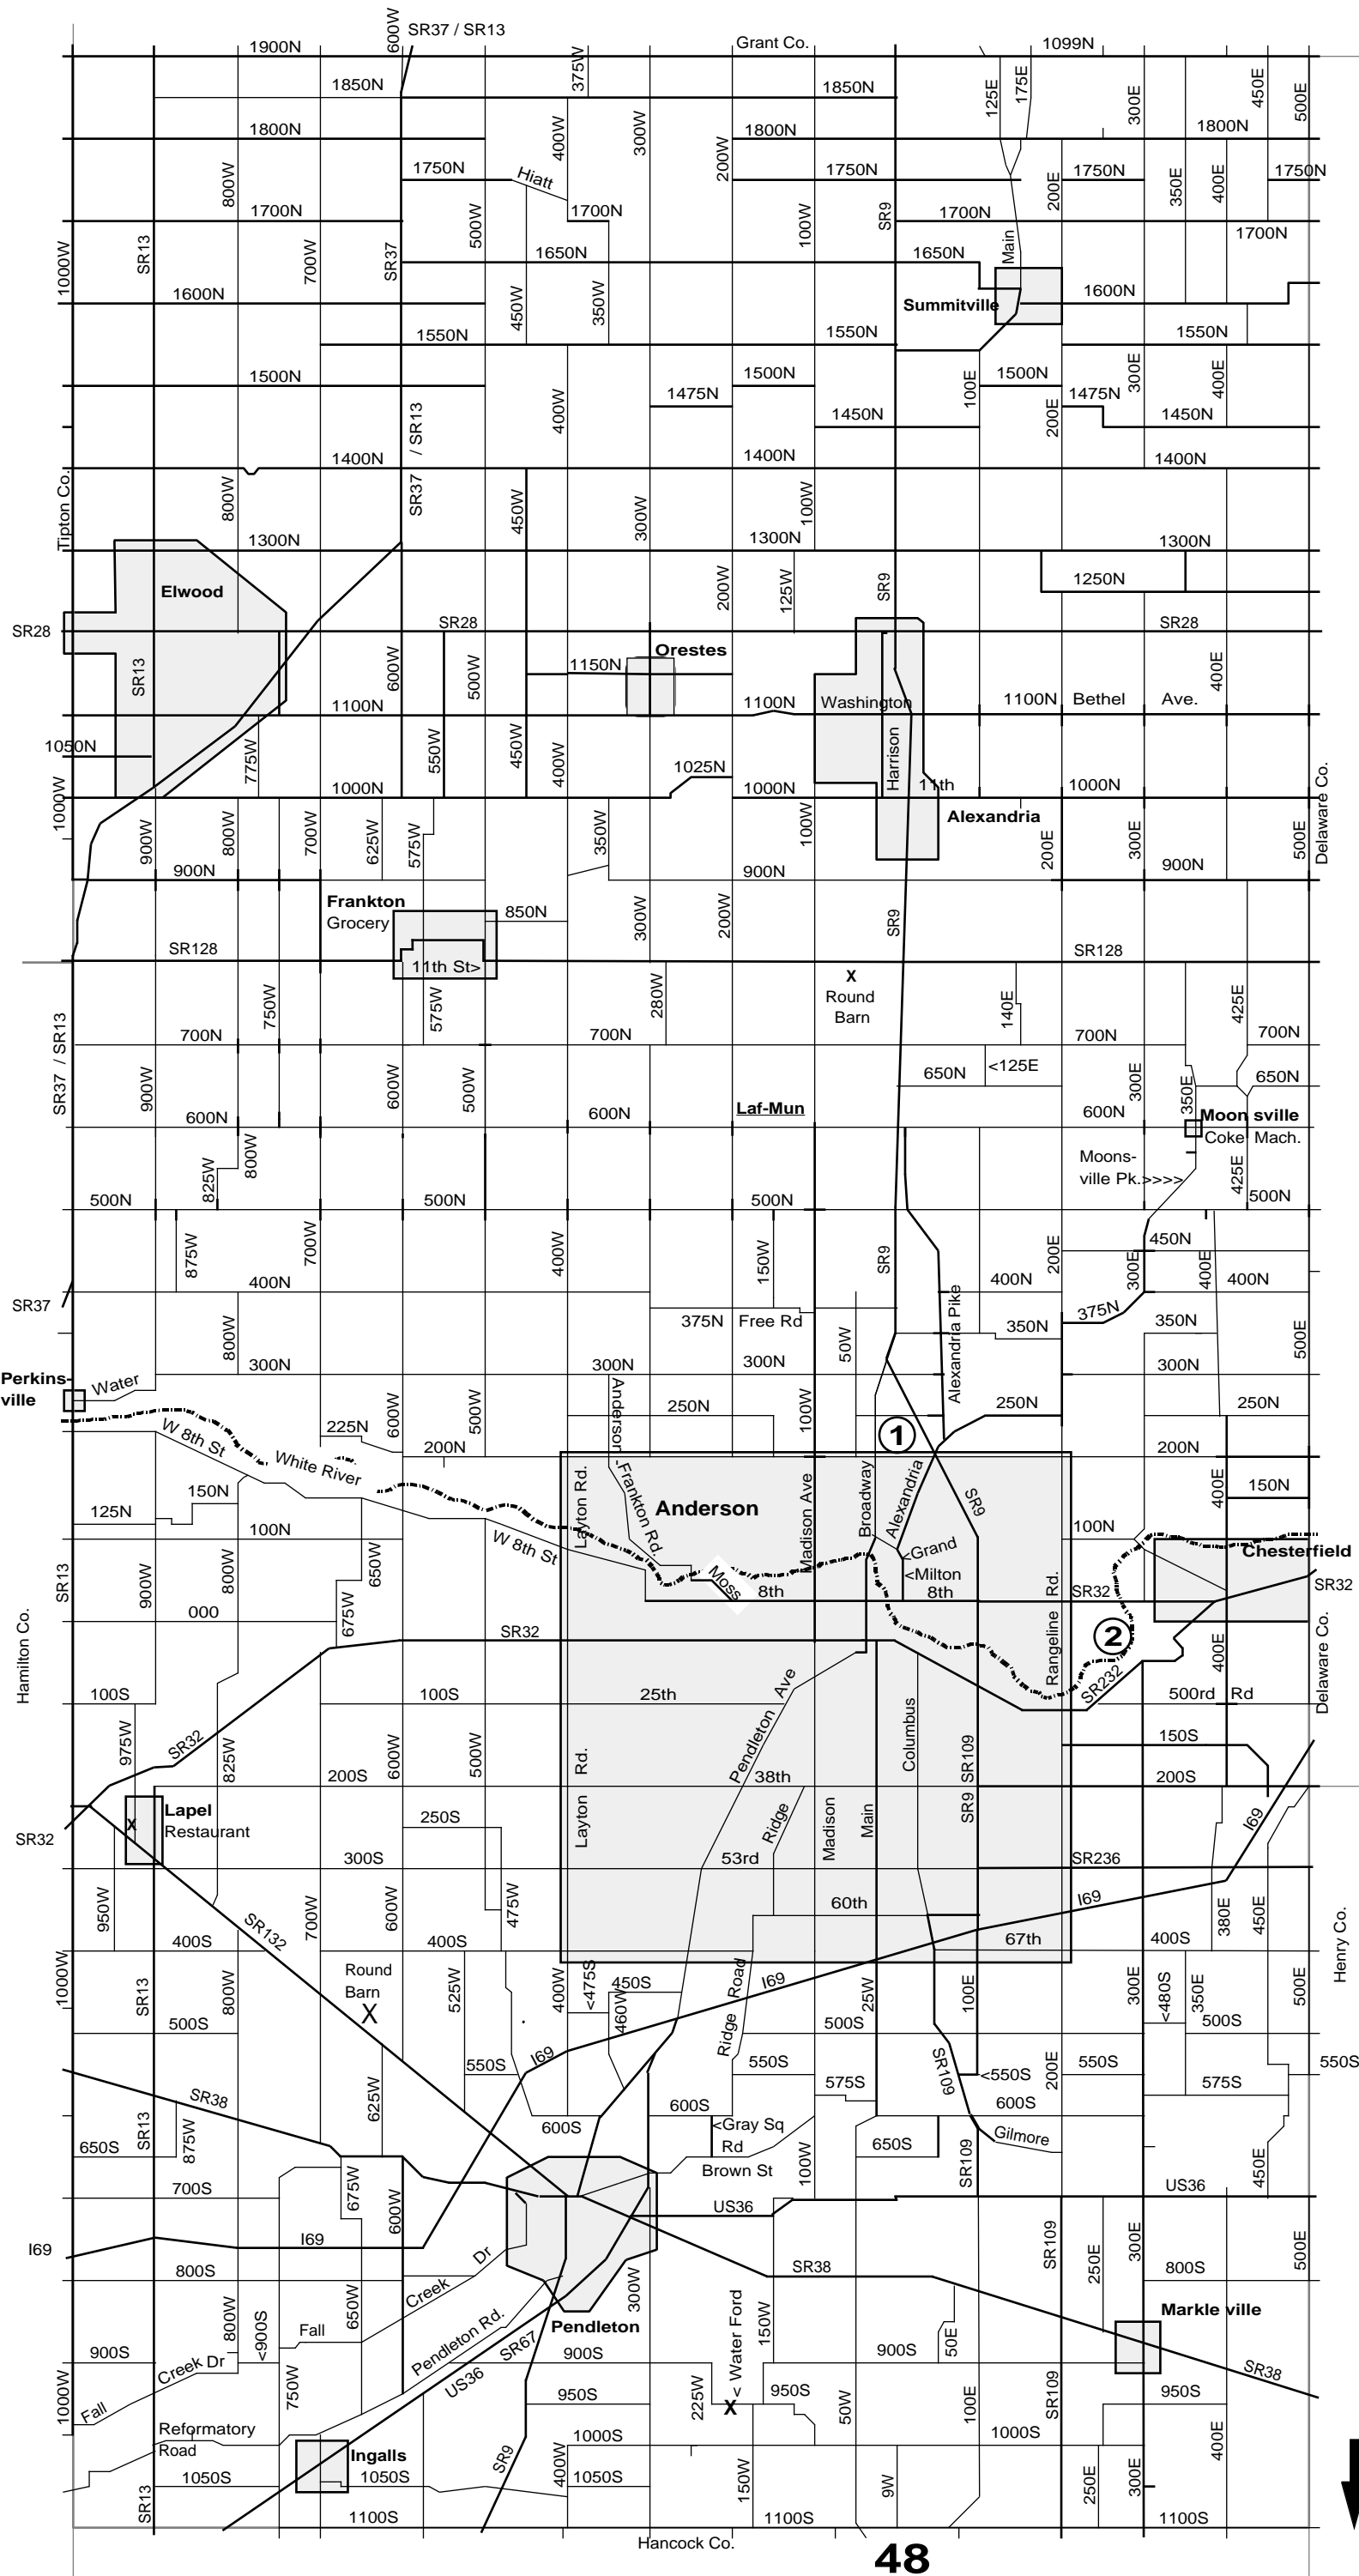 600W
SR37 / SR13
1900N
Grant Co.
1099N
375W
1850N
1850N
125E
175E
300E
450E
500E
1800N
400W
300W
1800N
1800N
800W
1750N
Hiatt
200W
1750N
200E
1750N
350E
400E
1750N
1700N
500W
1700N
100W
SR9
1700N
1700N
1000W
SR13
700W
SR37
1650N
1650N
Main
1600N
450W
350W
Summitville
1600N
1550N
1550N
1550N
1500N
400W
1475N
1500N
100E
1500N
300E
400E
1475N
SR37 / SR13
1450N
200E
1450N
1400N
1400N
1400N
Tipton Co.
800W
450W
300W
100W
1300N
1300N
1300N
Elwood
200W
125W
SR9
1250N
SR28
SR28
SR28
SR13
600W
500W
1150N
Orestes
400E
1100N
1100N
Washington
1100N Bethel Ave.
1050N
775W
550W
450W
400W
1025N
Harrison
1000W
1000N
1000N
11th
1000N
Delaware Co.
900W
800W
700W
625W
575W
350W
100W
Alexandria
200E
300E
500E
900N
900N
900N
Frankton
Grocery
850N
300W
200W
SR9
SR128
11th St>
SR128
750W
575W
280W
X
Round
Barn
140E
425E
SR37 / SR13
700N
700N
700N
700N
900W
600W
500W
650N
<125E
300E
350E
650N
600N
600N
Laf-Mun
600N
Moon sville
Coke Mach.
825W
800W
Moons-
ville Pk.>>>>
425E
500N
500N
500N
500N
875W
700W
400W
150W
SR9
200E
450N
300E
400E
400N
400N
400N
SR37
375N Free Rd
Alexandria Pike
375N
800W
50W
350N
350N
500E
300N
300N
300N
300N
Perkins-
ville
Water
Anderson
600W
500W
250N
100W
250N
250N
W 8th St
225N
1
200N
200N
White River
Layton Rd.
Frankton Rd.
Madison Ave
Broadway
Alexandria
SR9
400E
150N
150N
Anderson
125N
100N
W 8th St
100N
SR13
900W
800W
650W
<Grand
Chesterfield
Moss
8th
<Milton
8th
Rangeline Rd.
SR32
SR32
000
675W
SR32
2
Hamilton Co.
400E
Delaware Co.
100S
100S
25th
Pendleton Ave
SR232
500rd Rd
975W
SR32
825W
600W
500W
Layton Rd.
Columbus
SR9 SR109
150S
200S
38th
200S
SR32
X
Lapel
Restaurant
250S
Ridge
Madison
Main
I69
300S
53rd
SR236
950W
SR132
700W
600W
475W
60th
I69
380E
450E
400S
400S
67th
400S
Henry Co.
1000W
SR13
800W
Round
Barn
X
525W
400W
<475S
450S
460W
Ridge Road
I69
25W
100E
300E
<480S
350E
500E
500S
500S
500S
I69
550S
550S
SR109
<550S
200E
550S
550S
SR38
625W
575S
575S
SR13
875W
600S
600S
600S
<Gray Sq
Rd
650S
Gilmore
650S
Brown St
100W
SR109
450E
700S
675W
600W
US36
US36
I69
I69
SR109
250E
300E
500E
800S
Creek Dr
SR38
800S
800W
<900S
650W
Fall
Pendleton Rd.
300W
Pendleton
< Water Ford
150W
50E
Markle ville
900S
SR67
900S
900S
SR38
1000W
Fall
Creek Dr
750W
US36
950S
225W
X
950S
50W
100E
SR109
950S
Reformatory
Road
1000S
1000S
400E
Ingalls
SR9
400W
1050S
1050S
1050S
150W
9W
250E
300E
SR13
1100S
1100S
1100S
Hancock Co.
48